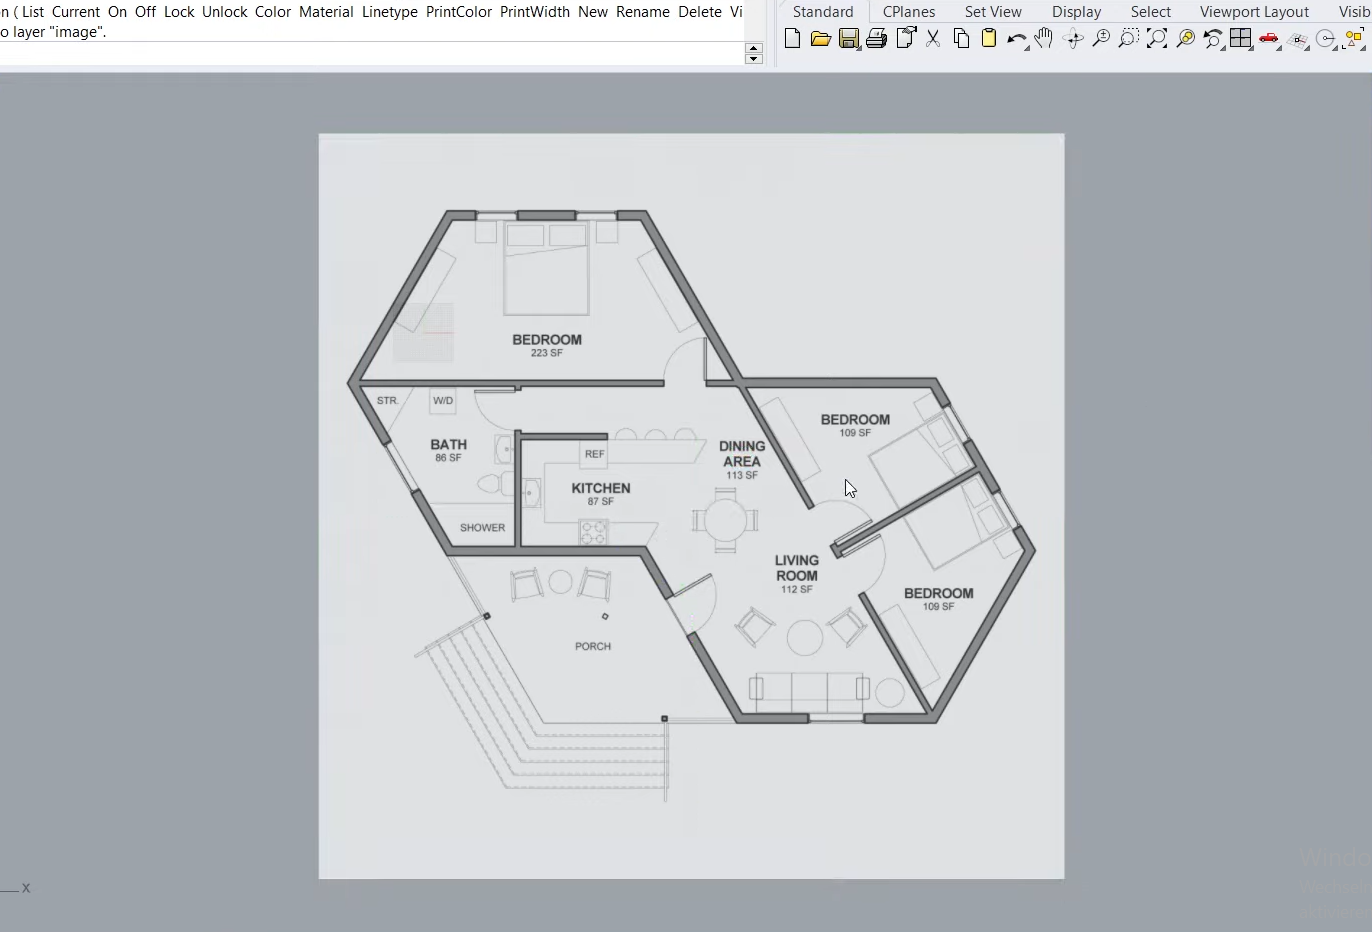 n ( List Current On Off Lock Unlock Color Material Linetype PrintColor PrintWidth New Rename Delete Vi
o layer "image".
Standard CPlanes Set View Display Select Viewport Layout Visib
BEDROOM
223 SF
STR.
W/D
BATH
86 SF
SHOWER
REF
KITCHEN
87 SF
DINING
AREA
113 SF
BEDROOM
109 SF
LIVING
ROOM
112 SF
BEDROOM
109 SF
PORCH
X